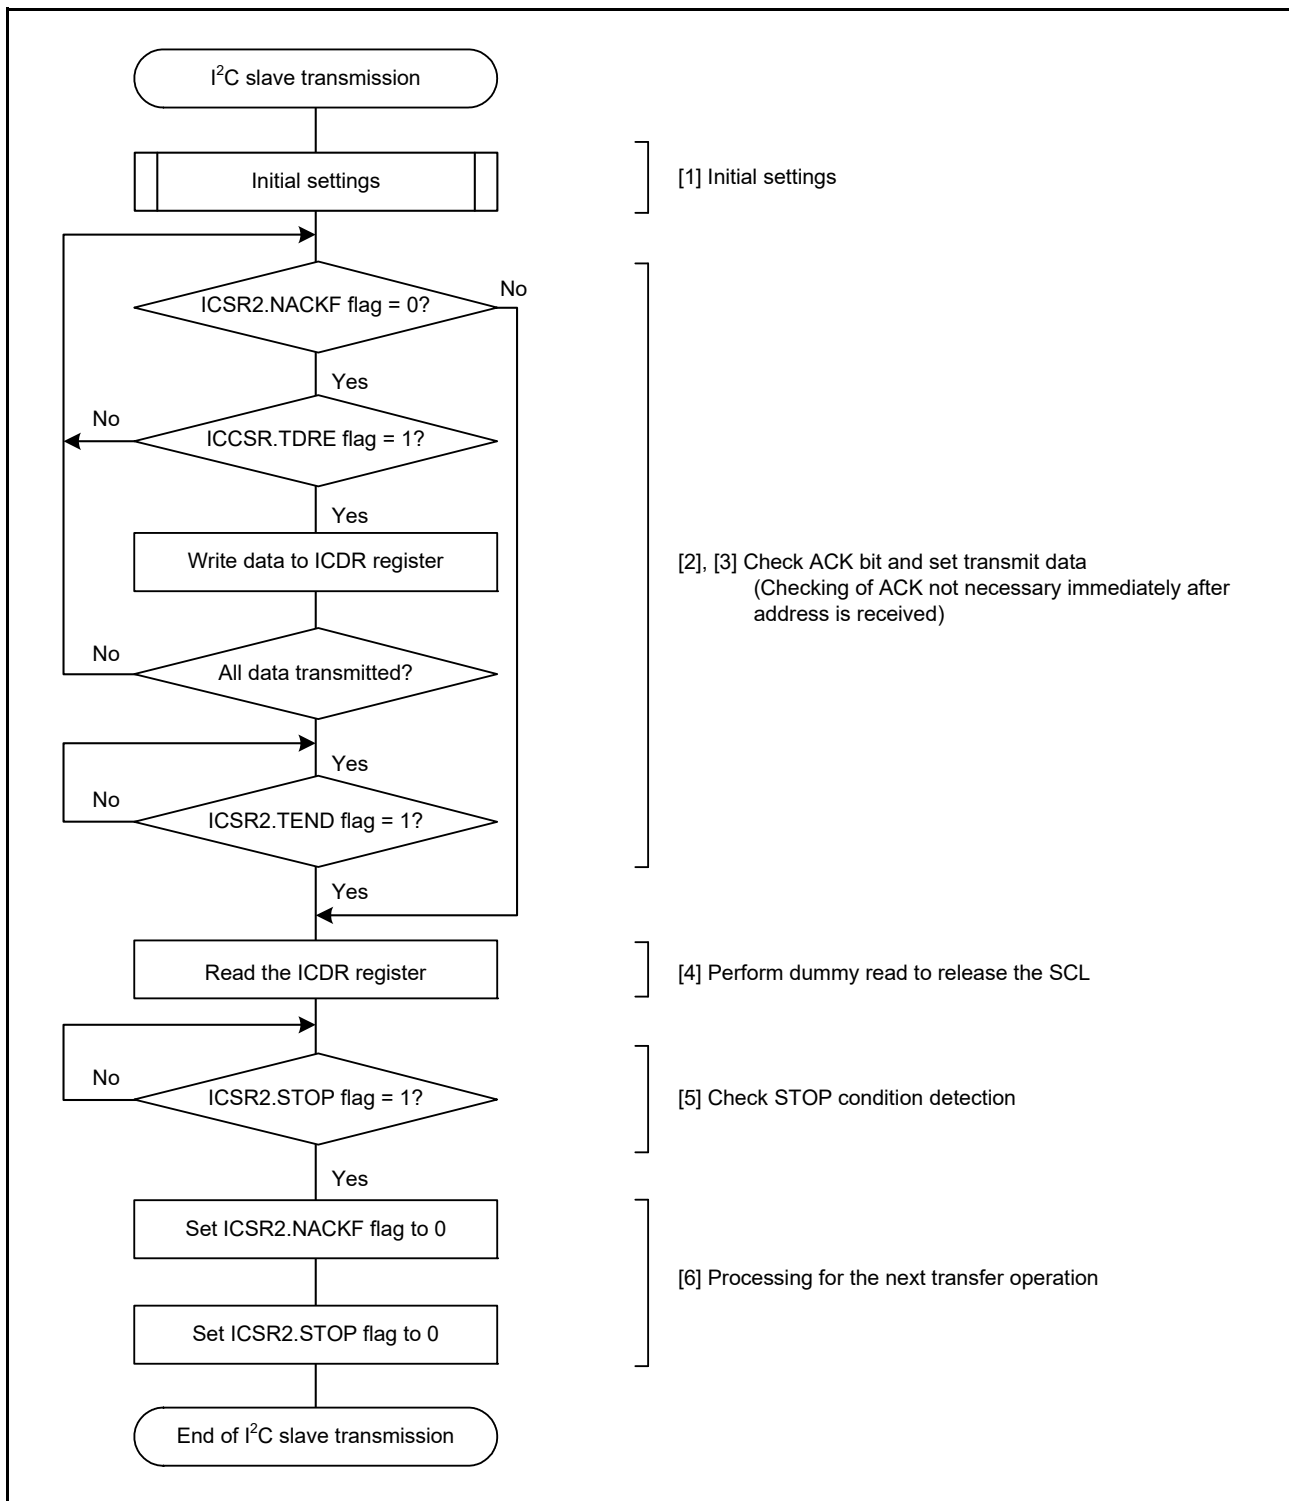 I²C slave transmission
Initial settings
[1] Initial settings
ICSR2.NACKF flag = 0?
No
Yes
No
ICCSR.TDRE flag = 1?
Yes
Write data to ICDR register
[2], [3] Check ACK bit and set transmit data
(Checking of ACK not necessary immediately after
address is received)
No
All data transmitted?
Yes
No
ICSR2.TEND flag = 1?
Yes
Read the ICDR register
[4] Perform dummy read to release the SCL
No
ICSR2.STOP flag = 1?
[5] Check STOP condition detection
Yes
Set ICSR2.NACKF flag to 0
[6] Processing for the next transfer operation
Set ICSR2.STOP flag to 0
End of I²C slave transmission